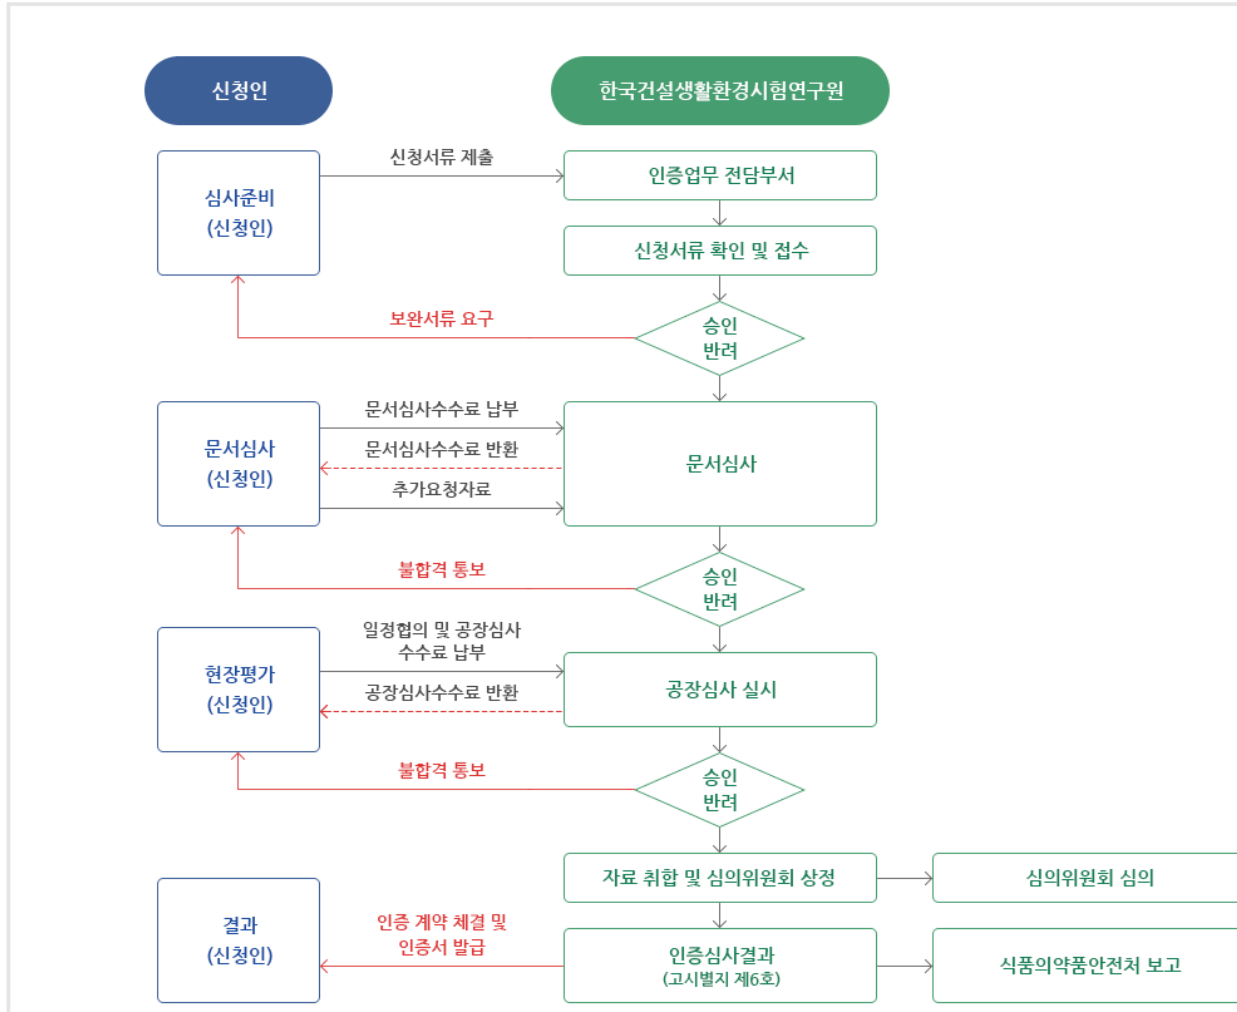 신청인
한국건설생활환경시험연구원
심사준비
(신청인)
신청서류 제출
인증업무 전담부서
신청서류 확인 및 접수
보완서류 요구
승인
반려
문서심사
(신청인)
문서심사수수료 납부
문서심사수수료 반환
추가요청자료
문서심사
불합격 통보
승인
반려
현장평가
(신청인)
일정협의 및 공장심사
수수료 납부
공장심사수수료 반환
공장심사 실시
불합격 통보
승인
반려
자료 취합 및 심의위원회 상정
심의위원회 심의
결과
(신청인)
인증 계약 체결 및
인증서 발급
인증심사결과
(고시별지 제6호)
식품의약품안전처 보고